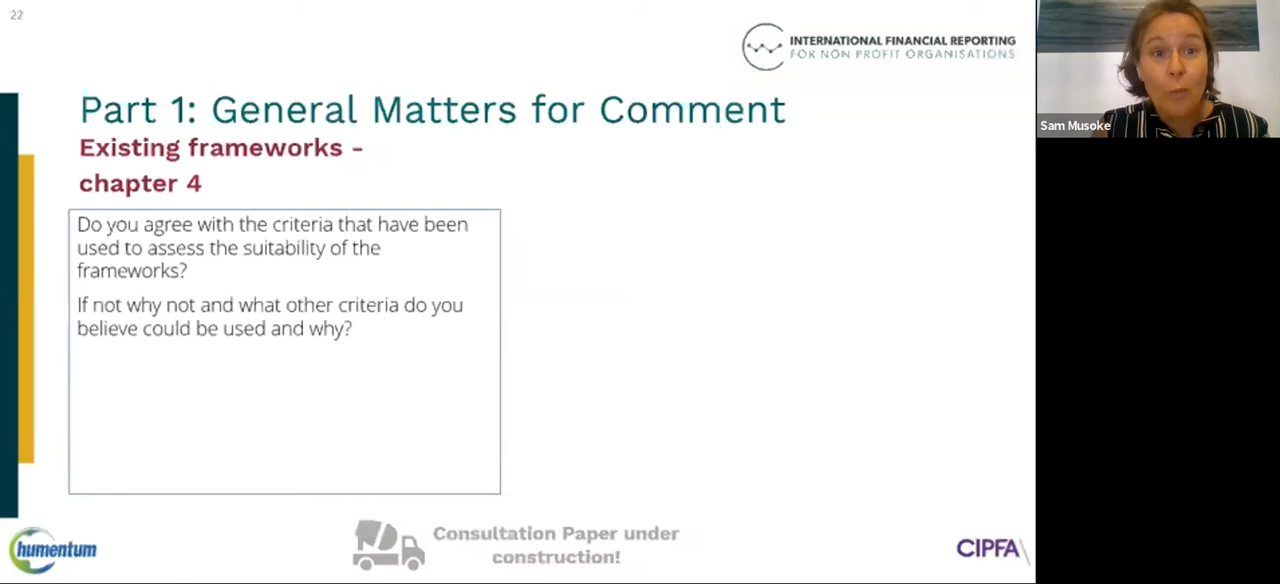 22
INTERNATIONAL FINANCIAL REPORTING
FOR NON PROFIT ORGANISATIONS
Sam Musoke
Part 1: General Matters for Comment
Existing frameworks -
chapter 4
Do you agree with the criteria that have been
used to assess the suitability of the
frameworks?
If not why not and what other criteria do you
believe could be used and why?
humentum
Consultation Paper under
construction!
CIPFA